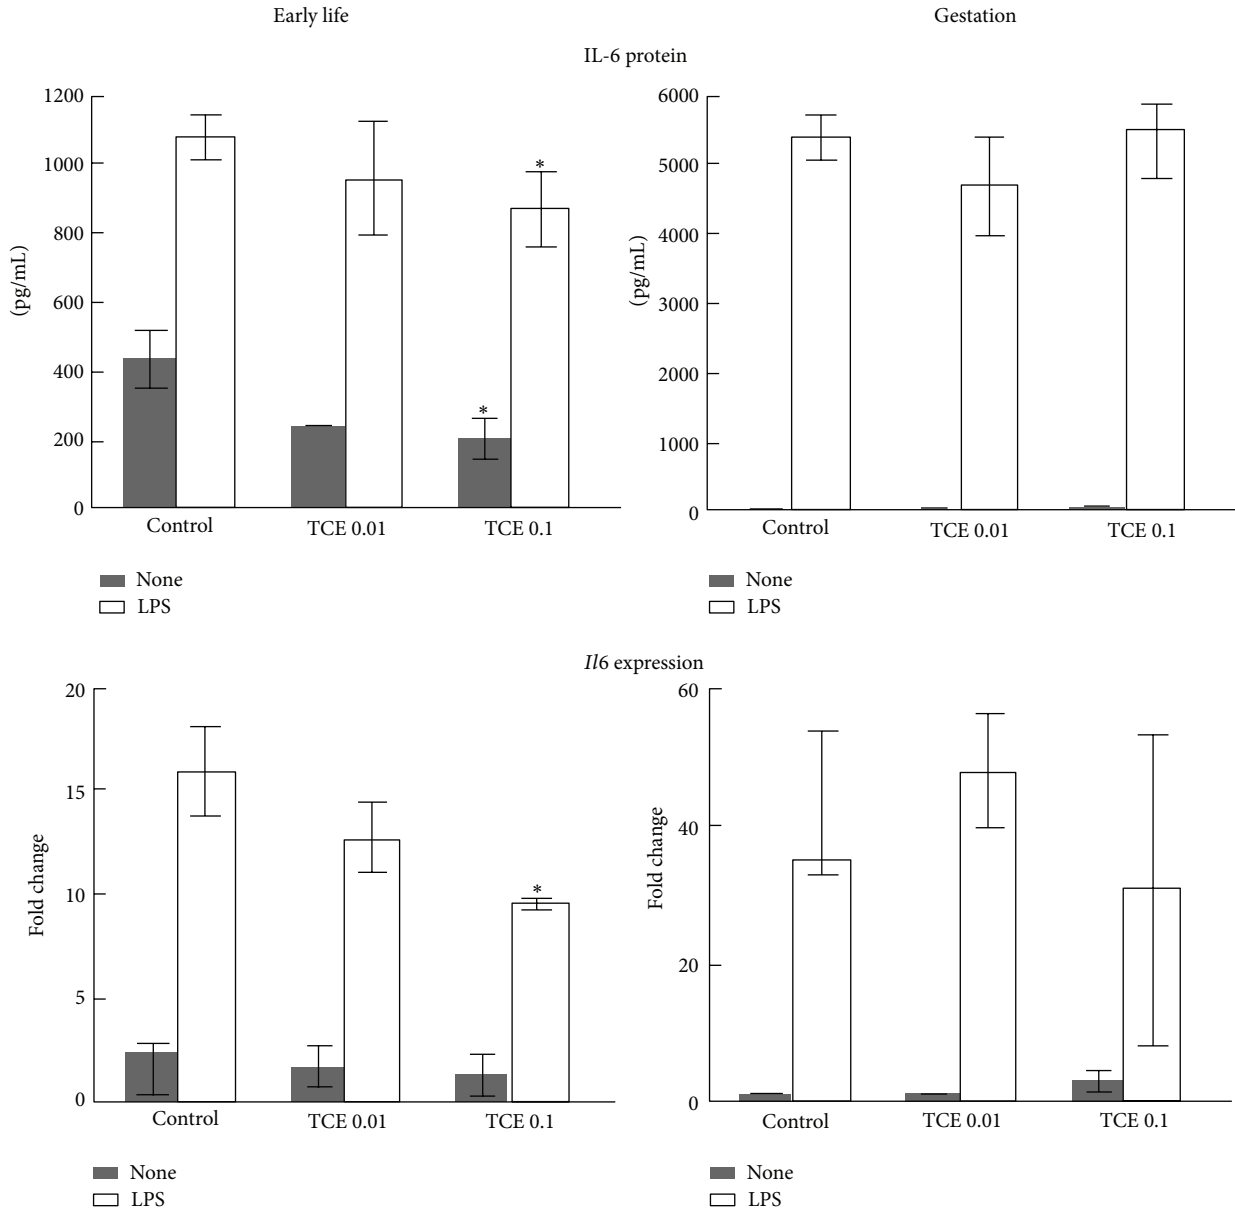 Early life
Gestation
IL-6 protein
1200
1000
800
600
400
200
0
(pg/mL)
*
*
Control
TCE 0.01
TCE 0.1
None
LPS
6000
5000
4000
3000
2000
1000
0
(pg/mL)
Control
TCE 0.01
TCE 0.1
None
LPS
Il6 expression
20
15
10
5
0
Fold change
*
Control
TCE 0.01
TCE 0.1
None
LPS
60
40
20
0
Fold change
Control
TCE 0.01
TCE 0.1
None
LPS